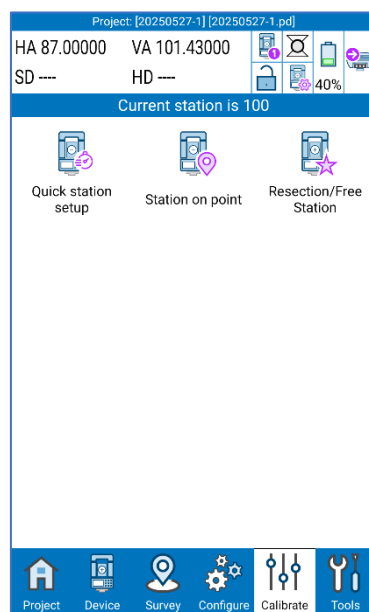 Project: [20250527-1] [20250527-1.pd]
HA 87.00000 VA 101.43000
SD ---- HD ----
1
40%
Current station is 100
Quick station
setup
Station on point
Resection/Free
Station
Project Device Survey Configure Calibrate Tools